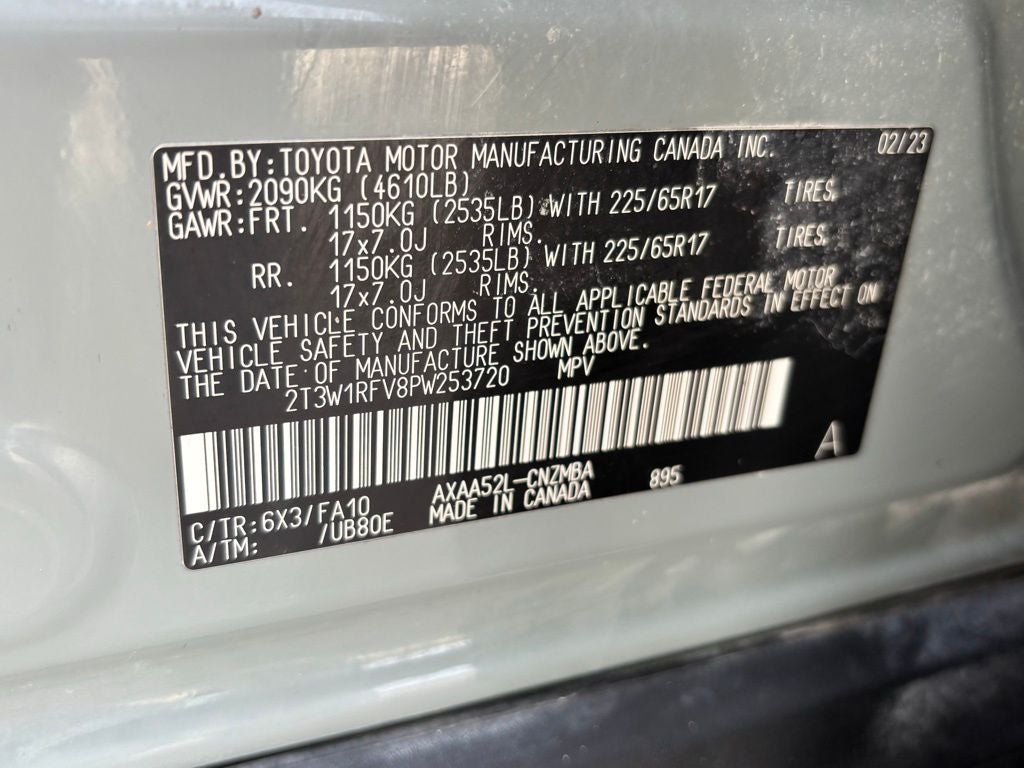 MFD.BY:TOYOTA MOTOR MANUFACTURING CANADA INC. 02/23
GVWR:2090KG (4610LB)
GAWR:FRT. 1150KG (2535LB) WITH 225/65R17 TIRES,
17x7.0J RIMS.
RR. 1150KG (2535LB) WITH 225/65R17 TIRES,
17x7.0J RIMS.
THIS VEHICLE CONFORMS TO ALL APPLICABLE FEDERAL MOTOR
VEHICLE SAFETY AND THEFT PREVENTION STANDARDS IN EFFECT ON
THE DATE OF MANUFACTURE SHOWN ABOVE.
2T3W1RFV8PW253720 MPV
A
C/TR:6X3/FA10 AXAA52L-CNZMBA 895
A/TM: /UB80E MADE IN CANADA